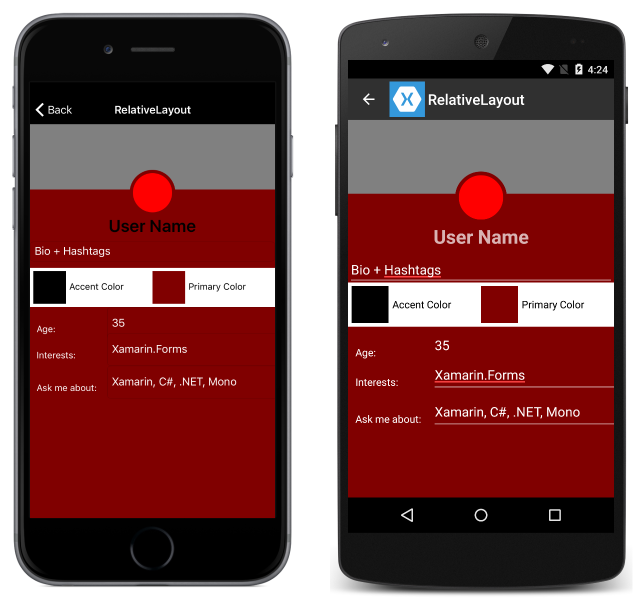 Back RelativeLayout
User Name
Bio + Hashtags
Accent Color Primary Color
Age: 35
Interests: Xamarin.Forms
Ask me about: Xamarin, C#, .NET, Mono
4:24
RelativeLayout
User Name
Bio + Hashtags
Accent Color Primary Color
Age: 35
Interests: Xamarin.Forms
Ask me about: Xamarin, C#, .NET, Mono